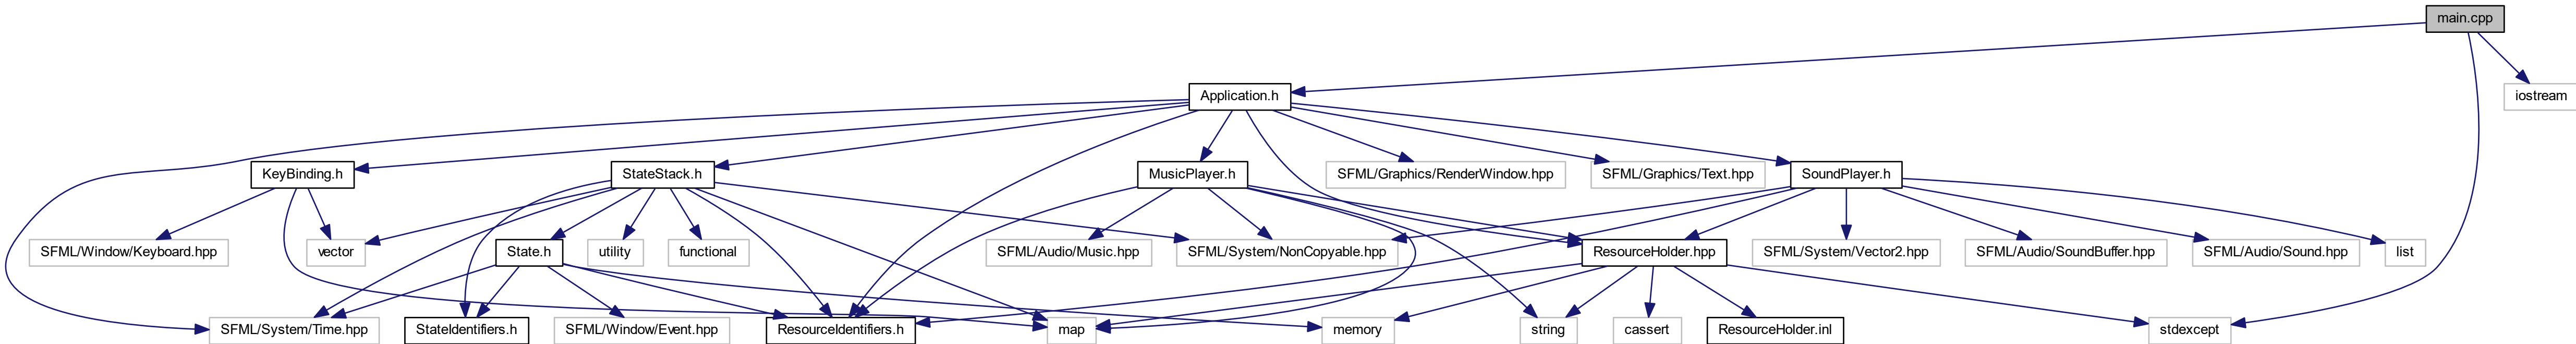 main.cpp
Application.h
iostream
KeyBinding.h
StateStack.h
MusicPlayer.h
SFML/Graphics/RenderWindow.hpp
SFML/Graphics/Text.hpp
SoundPlayer.h
SFML/Window/Keyboard.hpp
vector
State.h
utility
functional
SFML/Audio/Music.hpp
SFML/System/NonCopyable.hpp
ResourceHolder.hpp
SFML/System/Vector2.hpp
SFML/Audio/SoundBuffer.hpp
SFML/Audio/Sound.hpp
list
SFML/System/Time.hpp
StateIdentifiers.h
SFML/Window/Event.hpp
ResourceIdentifiers.h
map
memory
string
cassert
ResourceHolder.inl
stdexcept